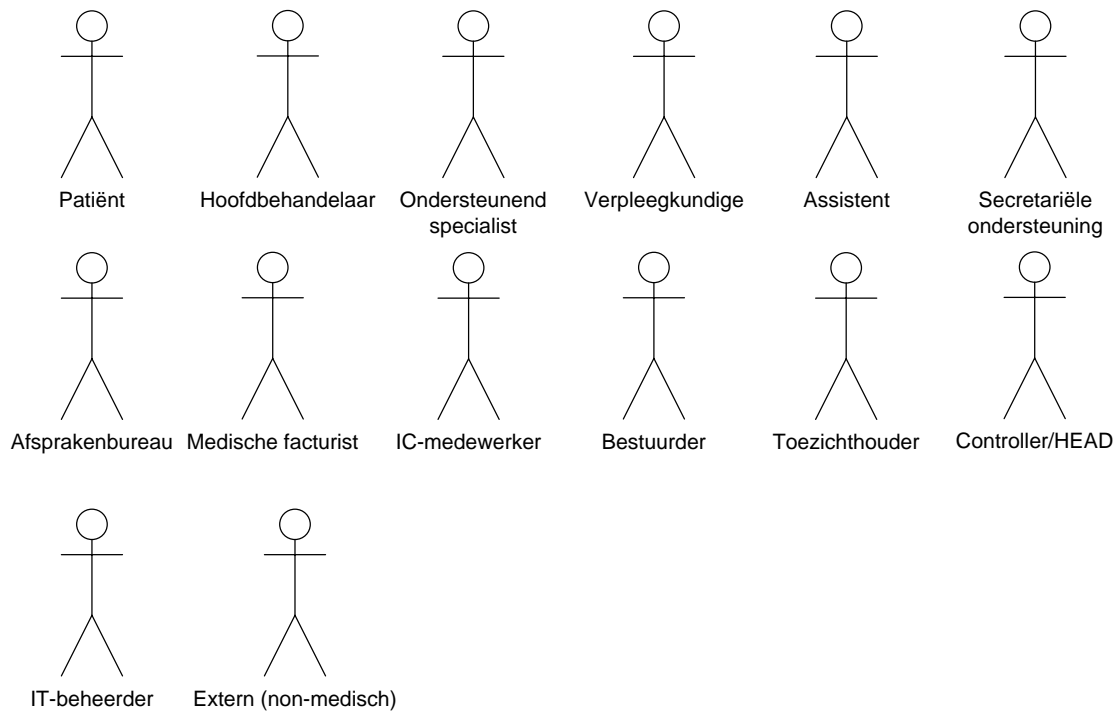 Patiënt
Hoofdbehandelaar
Ondersteunend
specialist
Verpleegkundige
Assistent
Secretariële
ondersteuning
Afsprakenbureau
Medische facturist
IC-medewerker
Bestuurder
Toezichthouder
Controller/HEAD
IT-beheerder
Extern (non-medisch)